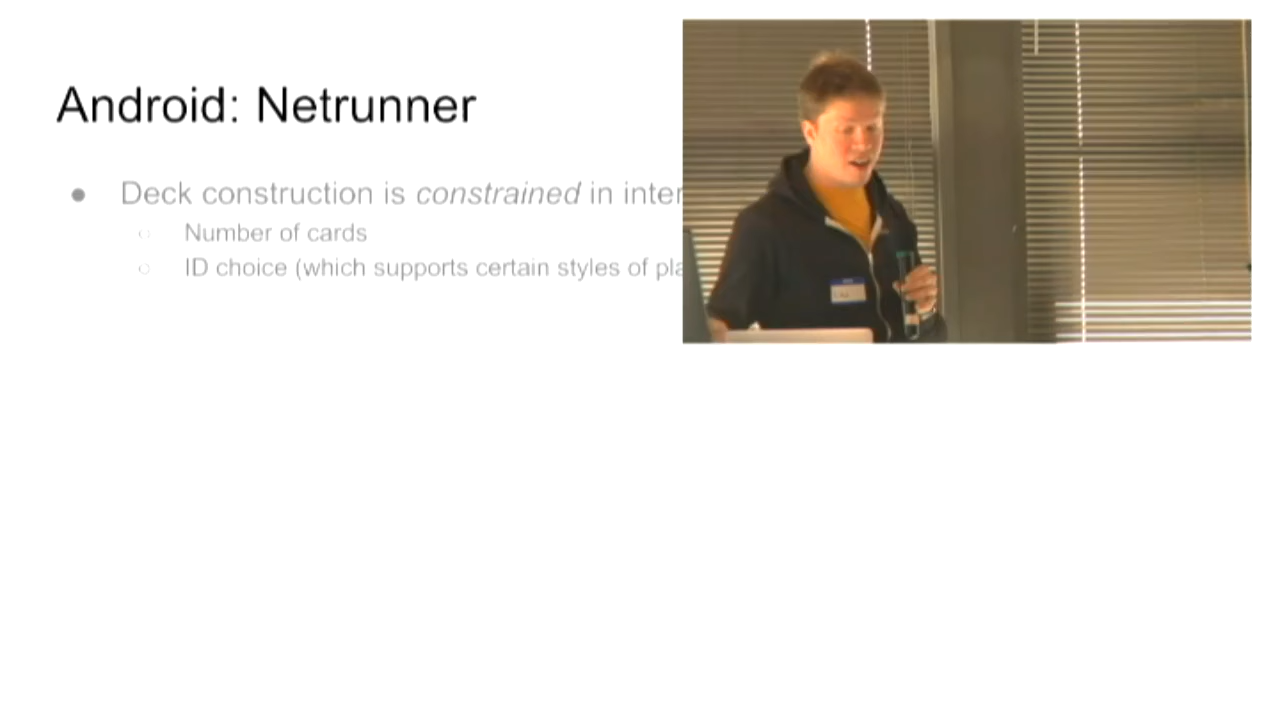 Android: Netrunner
Deck construction is constrained in inter
Number of cards
ID choice (which supports certain styles of pla